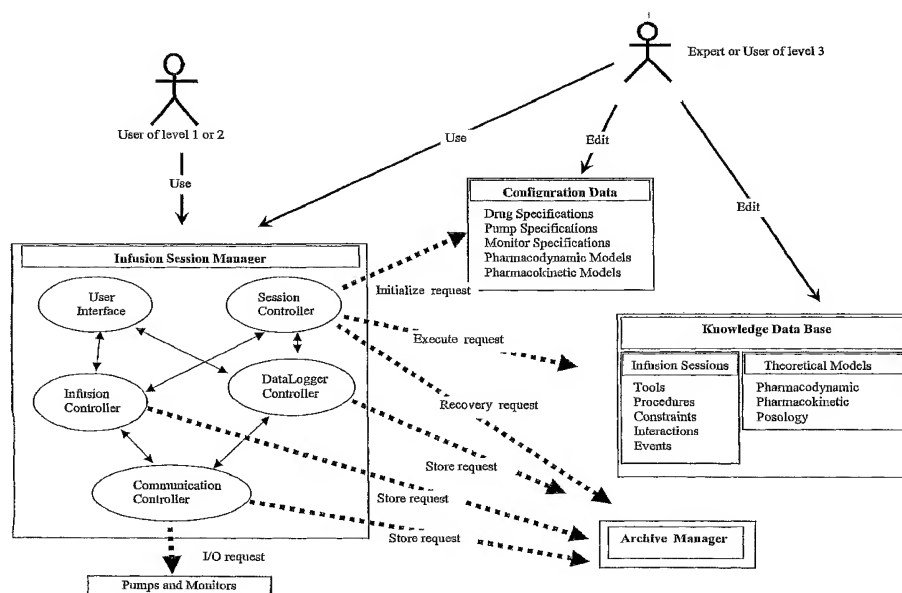 Expert or User of level 3
User of level 1 or 2
Use
Use
Edit
Edit
Configuration Data
Drug Specifications
Pump Specifications
Monitor Specifications
Pharmacodynamic Models
Pharmacokinetic Models
Infusion Session Manager
User
Interface
Session
Controller
Infusion
Controller
DataLogger
Controller
Communication
Controller
Initialize request
Execute request
Recovery request
Store request
Store request
Store request
I/O request
Knowledge Data Base
Infusion Sessions
Tools
Procedures
Constraints
Interactions
Events
Theoretical Models
Pharmacodynamic
Pharmacokinetic
Posology
Archive Manager
Pumps and Monitors